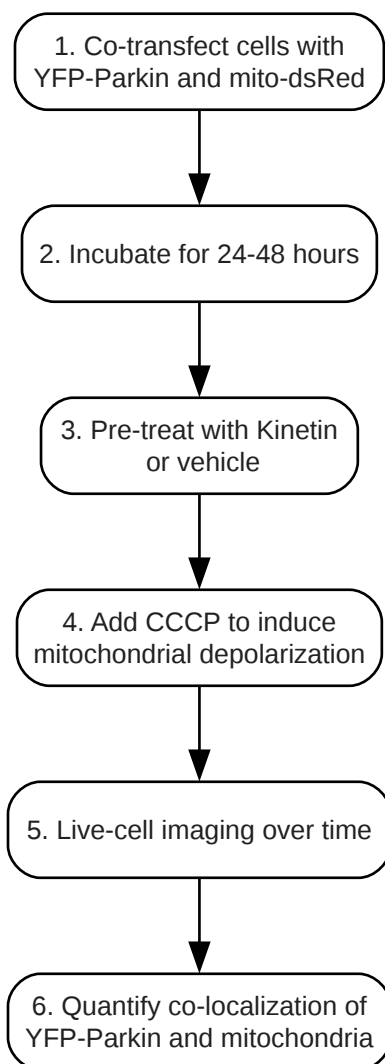 1. Co-transfect cells with
YFP-Parkin and mito-dsRed
2. Incubate for 24-48 hours
3. Pre-treat with Kinetin
or vehicle
4. Add CCCP to induce
mitochondrial depolarization
5. Live-cell imaging over time
6. Quantify co-localization of
YFP-Parkin and mitochondria